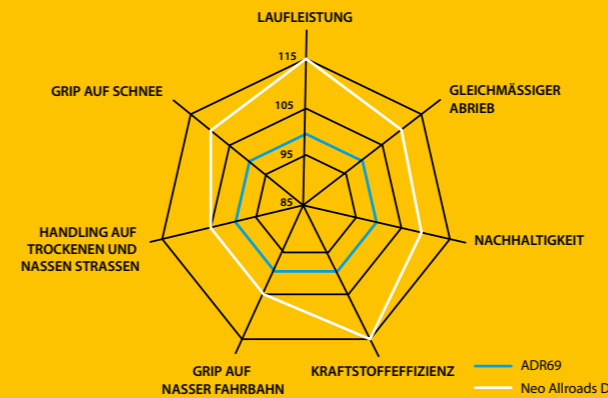 LAUFLEISTUNG
115
GRIP AUF SCHNEE
GLEICHMÄSSIGER
ABRIEB
105
95
85
HANDLING AUF
TROCKENEN UND
NASSEN STRASSEN
NACHHALTIGKEIT
GRIP AUF
NASSER FAHRBAHN
KRAFTSTOFFEFFIZIENZ
ADR69
Neo Allroads D